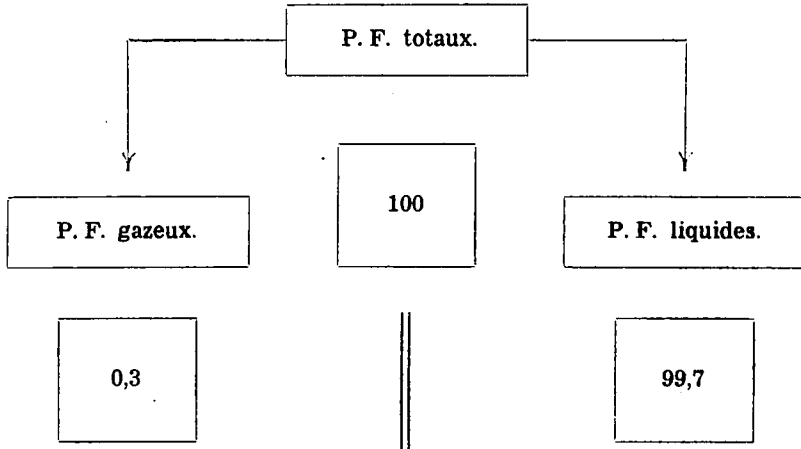 P. F. totaux.
100
P. F. gazeux.
P. F. liquides.
0,3
99,7